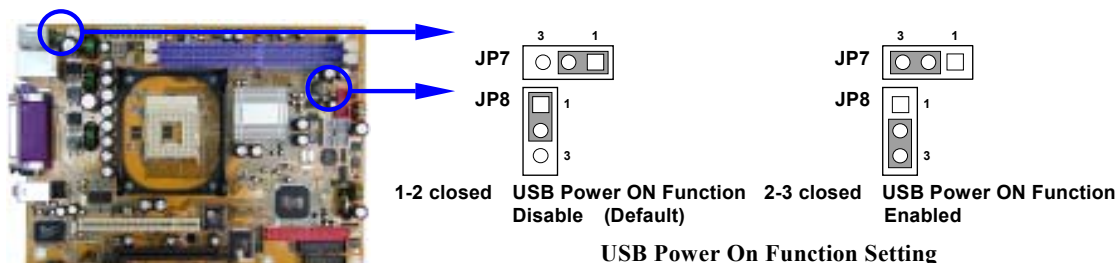 3 1
JP7
JP8
1
3
1-2 closed USB Power ON Function
Disable (Default)
3 1
JP7
JP8
1
3
2-3 closed USB Power ON Function
Enabled
USB Power On Function Setting